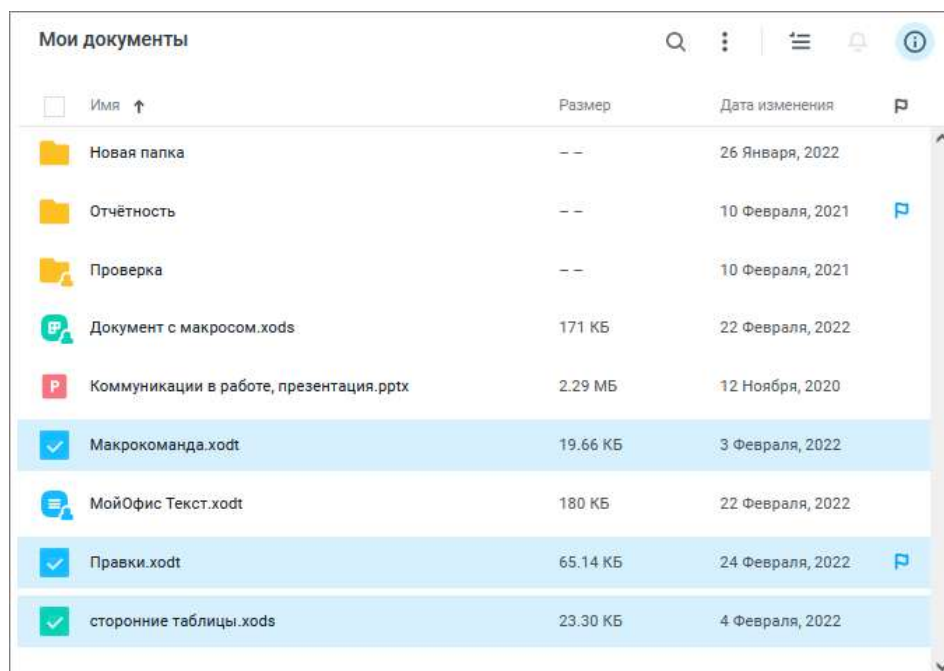 Мои документы
Имя Размер Дата изменения
Новая папка – – 26 Января, 2022
Отчётность – – 10 Февраля, 2021
Проверка – – 10 Февраля, 2021
Документ с макросом.xods 171 КБ 22 Февраля, 2022
P Коммуникации в работе, презентация.pptx 2.29 МБ 12 Ноября, 2020
Макрокоманда.xodt 19.66 КБ 3 Февраля, 2022
МойОфис Текст.xodt 180 КБ 22 Февраля, 2022
Правки.xodt 65.14 КБ 24 Февраля, 2022
сторонние таблицы.xods 23.30 КБ 4 Февраля, 2022